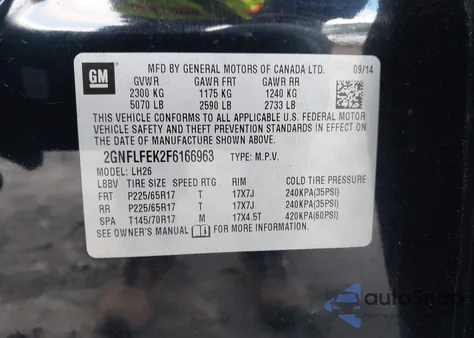 GM
MFD BY GENERAL MOTORS OF CANADA LTD. 09/14
GVWR GAWR FRT GAWR RR
2300 KG 1175 KG 1240 KG
5070 LB 2590 LB 2733 LB
THIS VEHICLE CONFORMS TO ALL APPLICABLE U.S. FEDERAL MOTOR
VEHICLE SAFETY AND THEFT PREVENTION STANDARDS IN EFFECT ON
THE DATE OF MANUFACTURE SHOWN ABOVE.
2GNFLFEK2F6166963 TYPE: M.P.V.
MODEL: LH26
LBBV TIRE SIZE SPEED RTG RIM COLD TIRE PRESSURE
FRT P225/65R17 T 17X7J 240KPA(35PSI)
RR P225/65R17 T 17X7J 240KPA(35PSI)
SPA T145/70R17 M 17X4.5T 420KPA(60PSI)
SEE OWNER'S MANUAL FOR MORE INFORMATION.
autoSnap